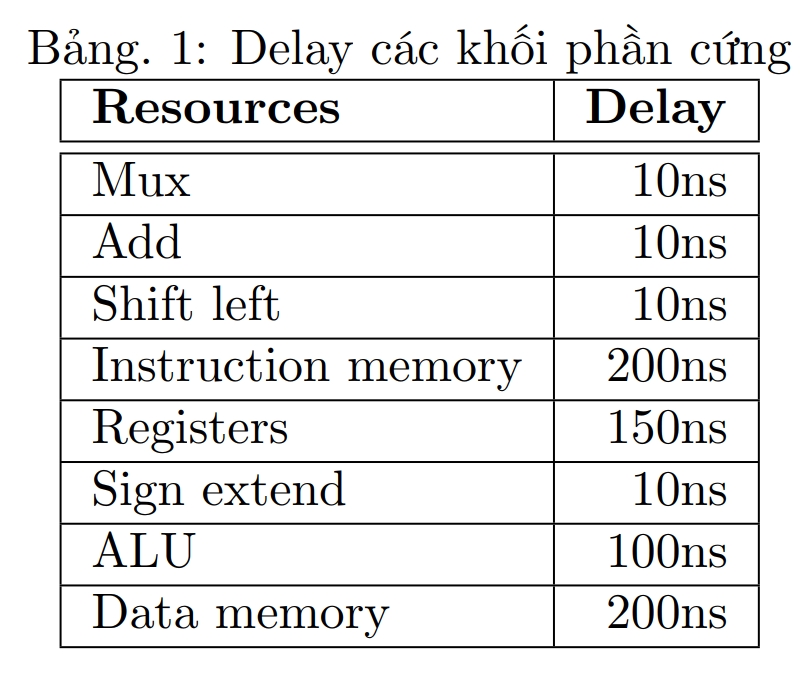 Bảng. 1: Delay các khối phần cứng
Resources Delay
Mux 10ns
Add 10ns
Shift left 10ns
Instruction memory 200ns
Registers 150ns
Sign extend 10ns
ALU 100ns
Data memory 200ns